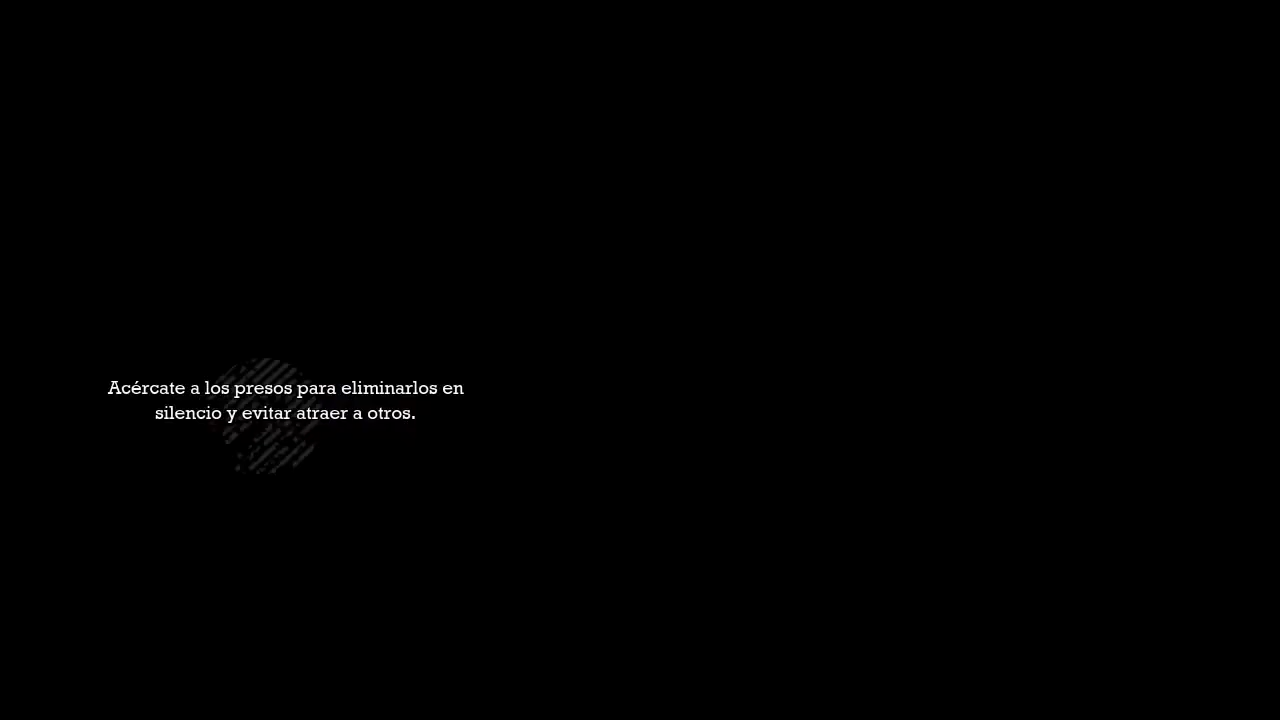 Acércate a los presos para eliminarlos en
silencio y evitar atraer a otros.